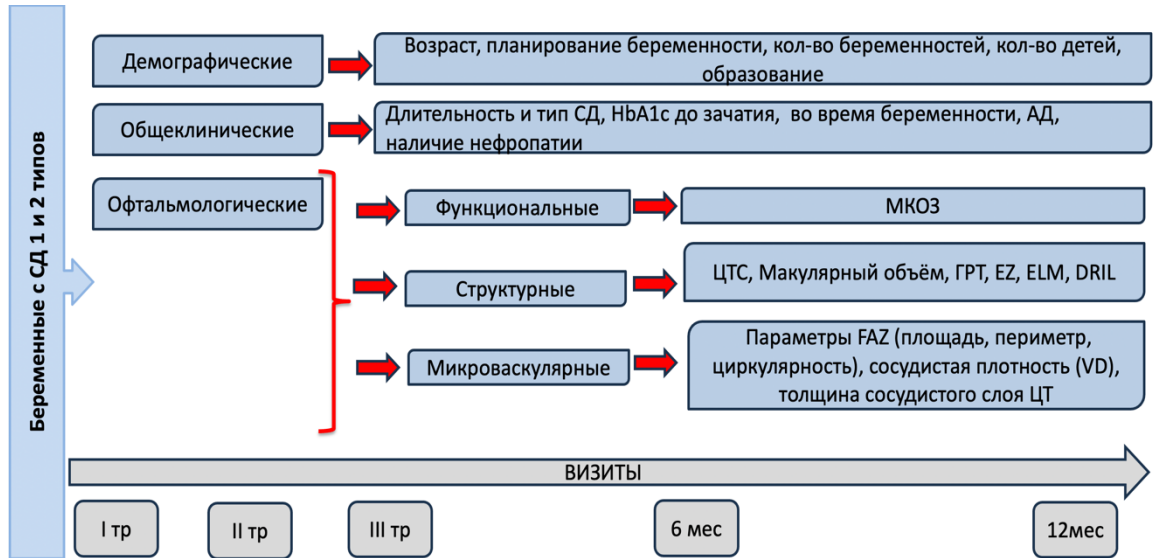 Беременные с СД 1 и 2 типов
Демографические
Возраст, планирование беременности, кол-во беременностей, кол-во детей,
образование
Общеклинические
Длительность и тип СД, HbA1c до зачатия, во время беременности, АД,
наличие нефропатии
Офтальмологические
Функциональные
МКОЗ
Структурные
ЦТС, Макулярный объём, ГРТ, EZ, ELM, DRIL
Микроваскулярные
Параметры FAZ (площадь, периметр,
циркулярность), сосудистая плотность (VD),
толщина сосудистого слоя ЦТ
ВИЗИТЫ
I тр
II тр
III тр
6 мес
12мес